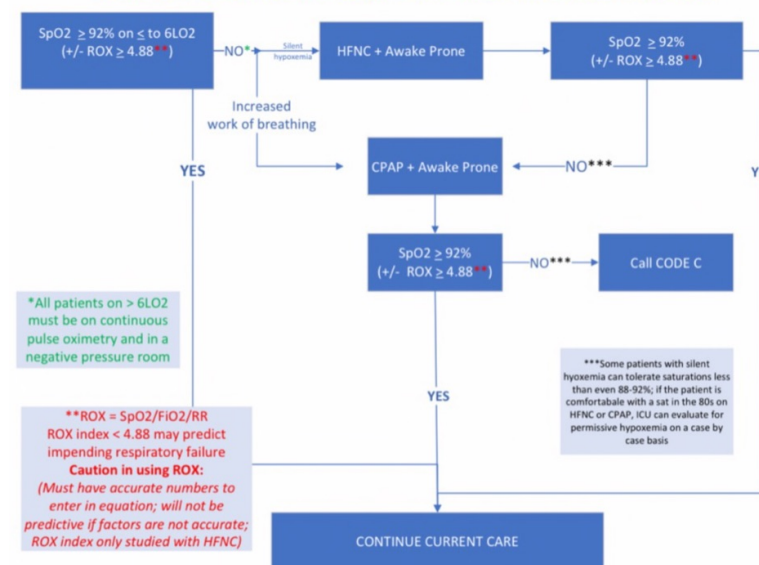 SpO2 ≥ 92% on ≤ to 6LO2
(+/- ROX ≥ 4.88**)
NO*
Silent
hypoxemia
HFNC + Awake Prone
SpO2 ≥ 92%
(+/- ROX ≥ 4.88**)
Increased
work of breathing
YES
CPAP + Awake Prone
NO***
Y
SpO2 ≥ 92%
(+/- ROX ≥ 4.88**)
NO***
Call CODE C
*All patients on > 6LO2
must be on continuous
pulse oximetry and in a
negative pressure room
***Some patients with silent
hyoxemia can tolerate saturations less
than even 88-92%; if the patient is
comfortabale with a sat in the 80s on
HFNC or CPAP, ICU can evaluate for
permissive hypoxemia on a case by
case basis
YES
**ROX = SpO2/FiO2/RR
ROX index < 4.88 may predict
impending respiratory failure
Caution in using ROX:
(Must have accurate numbers to
enter in equation; will not be
predictive if factors are not accurate;
ROX index only studied with HFNC)
CONTINUE CURRENT CARE